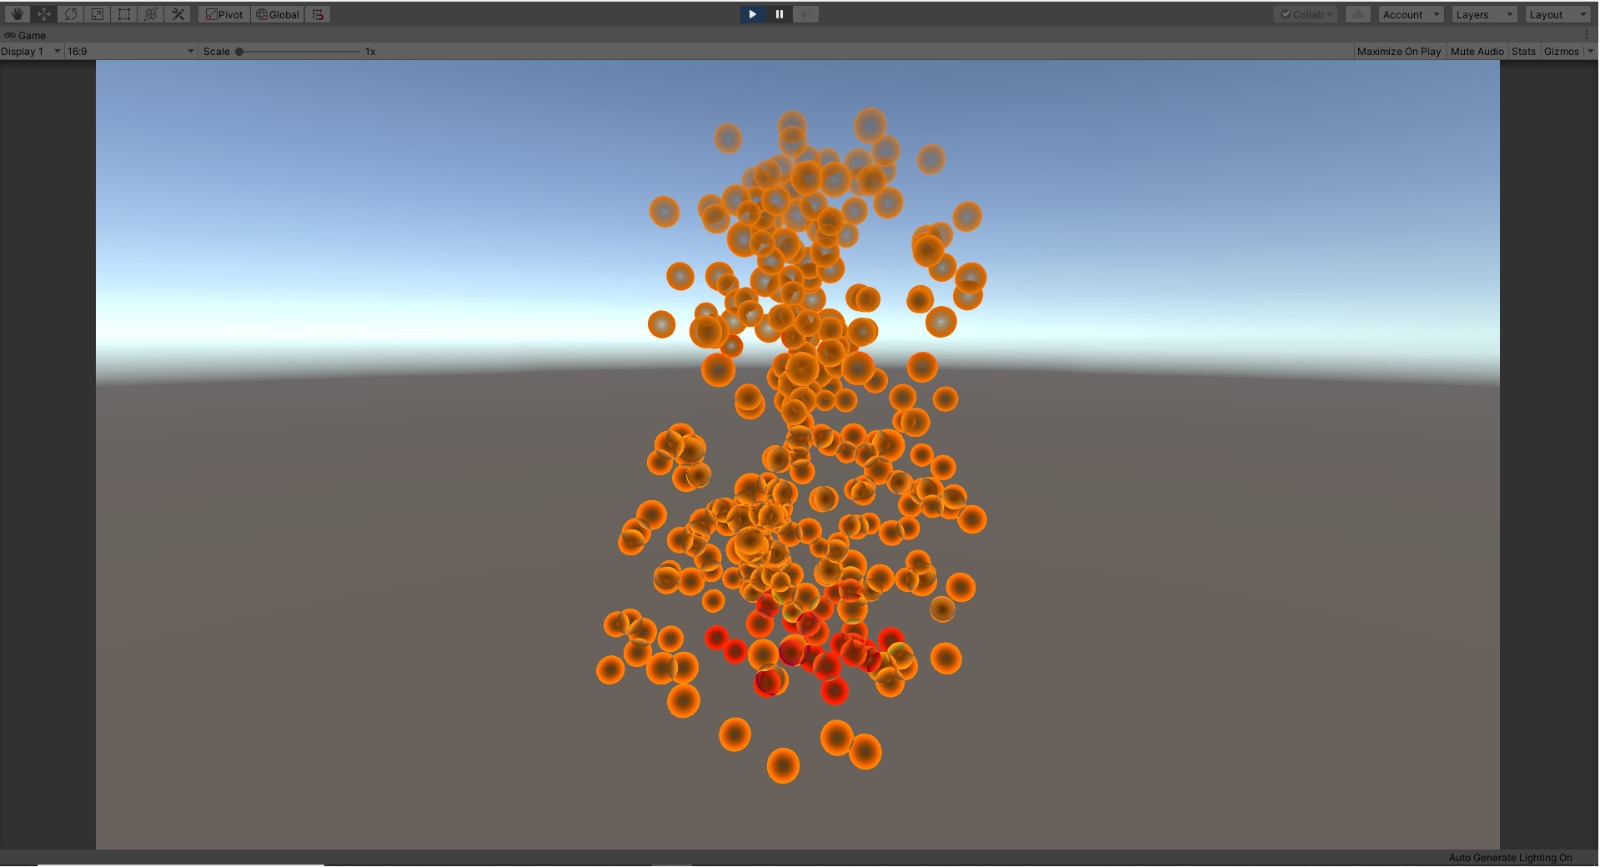 Pivot Global Collab Account Layers Layout
Game
Display 1 16:9 Scale 1x Maximize On Play Mute Audio Stats Gizmos
Auto Generate Lighting On